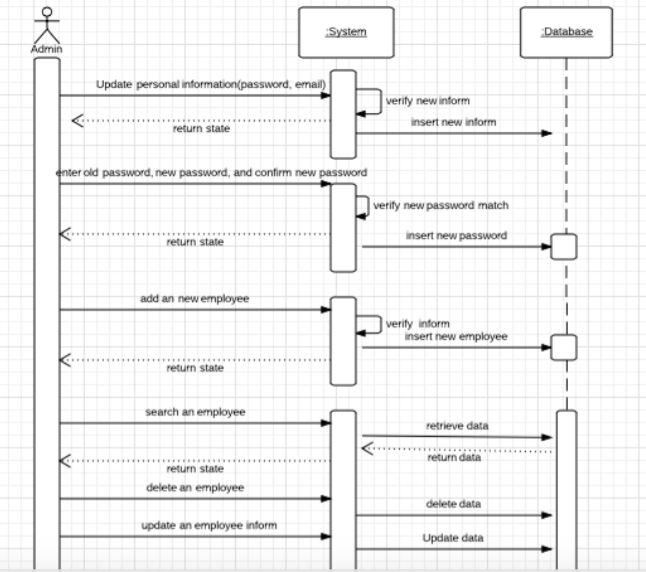 Admin
:System
:Database
Update personal information(password, email)
verify new inform
insert new inform
return state
enter old password, new password, and confirm new password
verify new password match
insert new password
return state
add an new employee
verify inform
insert new employee
return state
search an employee
retrieve data
return data
return state
delete an employee
delete data
update an employee inform
Update data